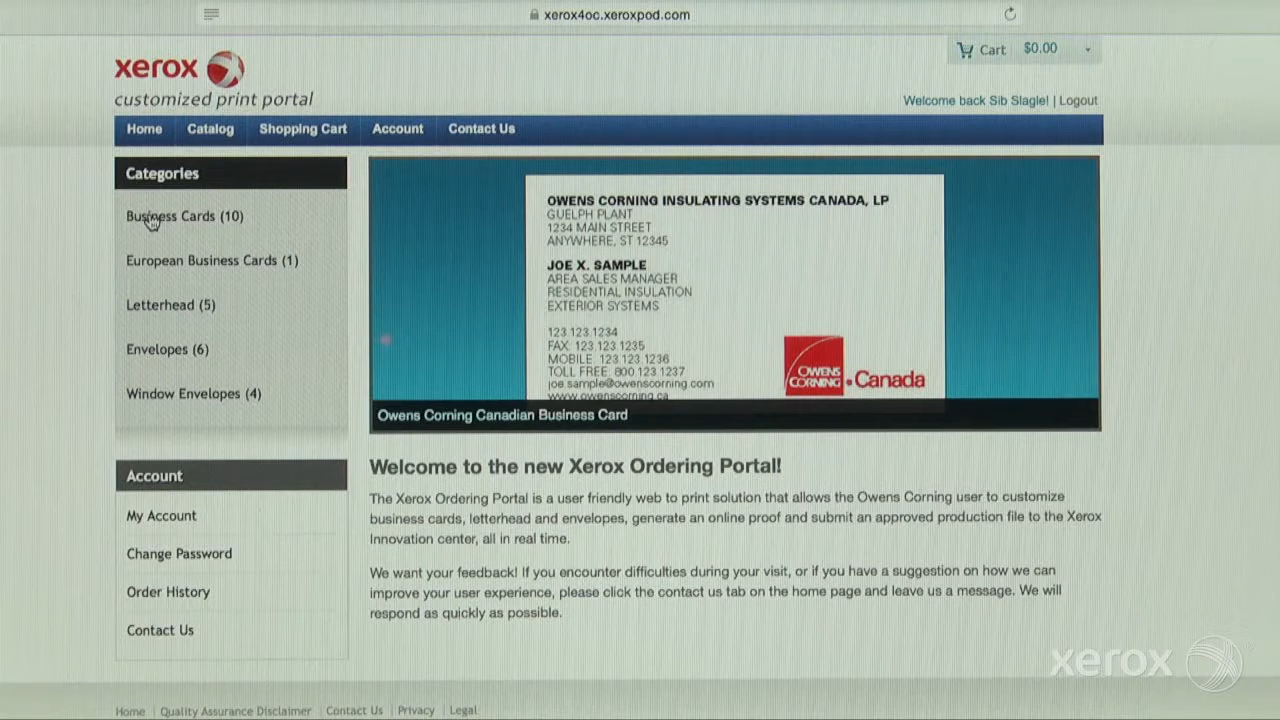 xerox4oc.xeroxpod.com
xerox
customized print portal
Cart $0.00
Welcome back Sib Slagle! | Logout
Home Catalog Shopping Cart Account Contact Us
Categories
Business Cards (10)
European Business Cards (1)
Letterhead (5)
Envelopes (6)
Window Envelopes (4)
OWENS CORNING INSULATING SYSTEMS CANADA, LP
GUELPH PLANT
1234 MAIN STREET
ANYWHERE, ST 12345
JOE X. SAMPLE
AREA SALES MANAGER
RESIDENTIAL INSULATION
EXTERIOR SYSTEMS
123.123.1234
FAX: 123.123.1235
MOBILE: 123.123.1236
TOLL FREE: 800.123.1237
joe.sample@owenscorning.com
www.owenscorning.ca
OWENS
CORNING
Canada
Owens Corning Canadian Business Card
Account
My Account
Change Password
Order History
Contact Us
Welcome to the new Xerox Ordering Portal!
The Xerox Ordering Portal is a user friendly web to print solution that allows the Owens Corning user to customize
business cards, letterhead and envelopes, generate an online proof and submit an approved production file to the Xerox
Innovation center, all in real time.
We want your feedback! If you encounter difficulties during your visit, or if you have a suggestion on how we can
improve your user experience, please click the contact us tab on the home page and leave us a message. We will
respond as quickly as possible.
xerox
Home | Quality Assurance Disclaimer | Contact Us | Privacy | Legal